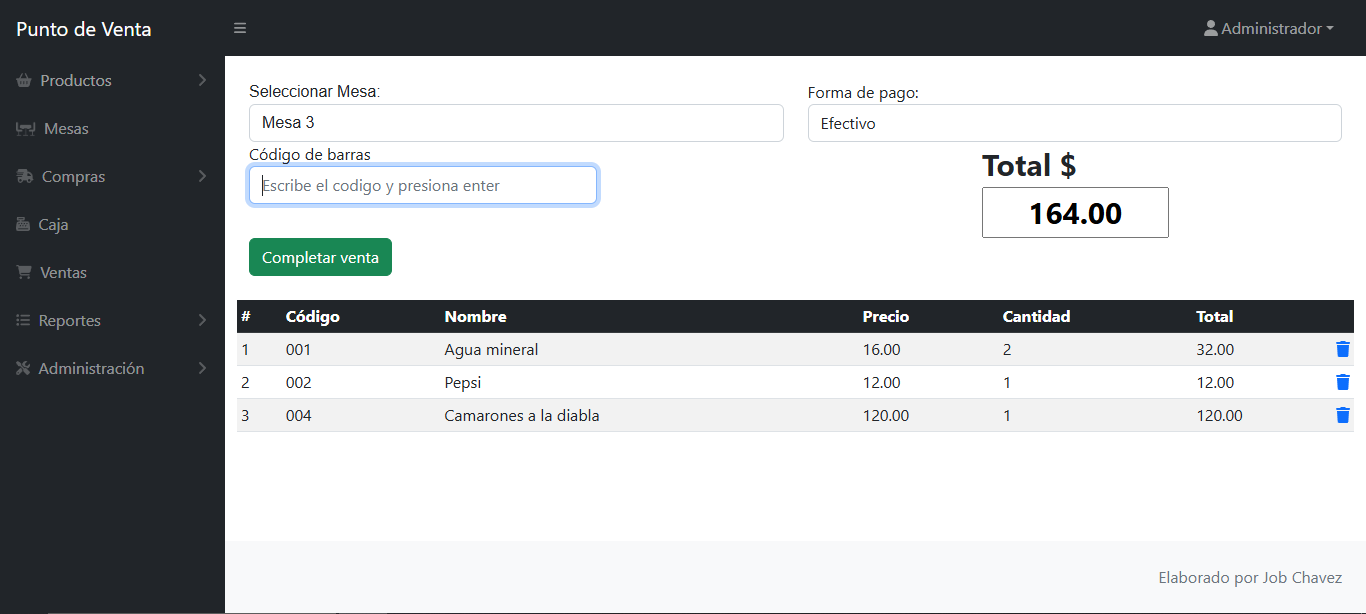 Punto de Venta
Administrador
Productos
Mesas
Compras
Caja
Ventas
Reportes
Administración
Seleccionar Mesa:
Mesa 3
Forma de pago:
Efectivo
Código de barras
Escribe el codigo y presiona enter
Total $
164.00
Completar venta
# Código Nombre Precio Cantidad Total
1 001 Agua mineral 16.00 2 32.00
2 002 Pepsi 12.00 1 12.00
3 004 Camarones a la diabla 120.00 1 120.00
Elaborado por Job Chavez